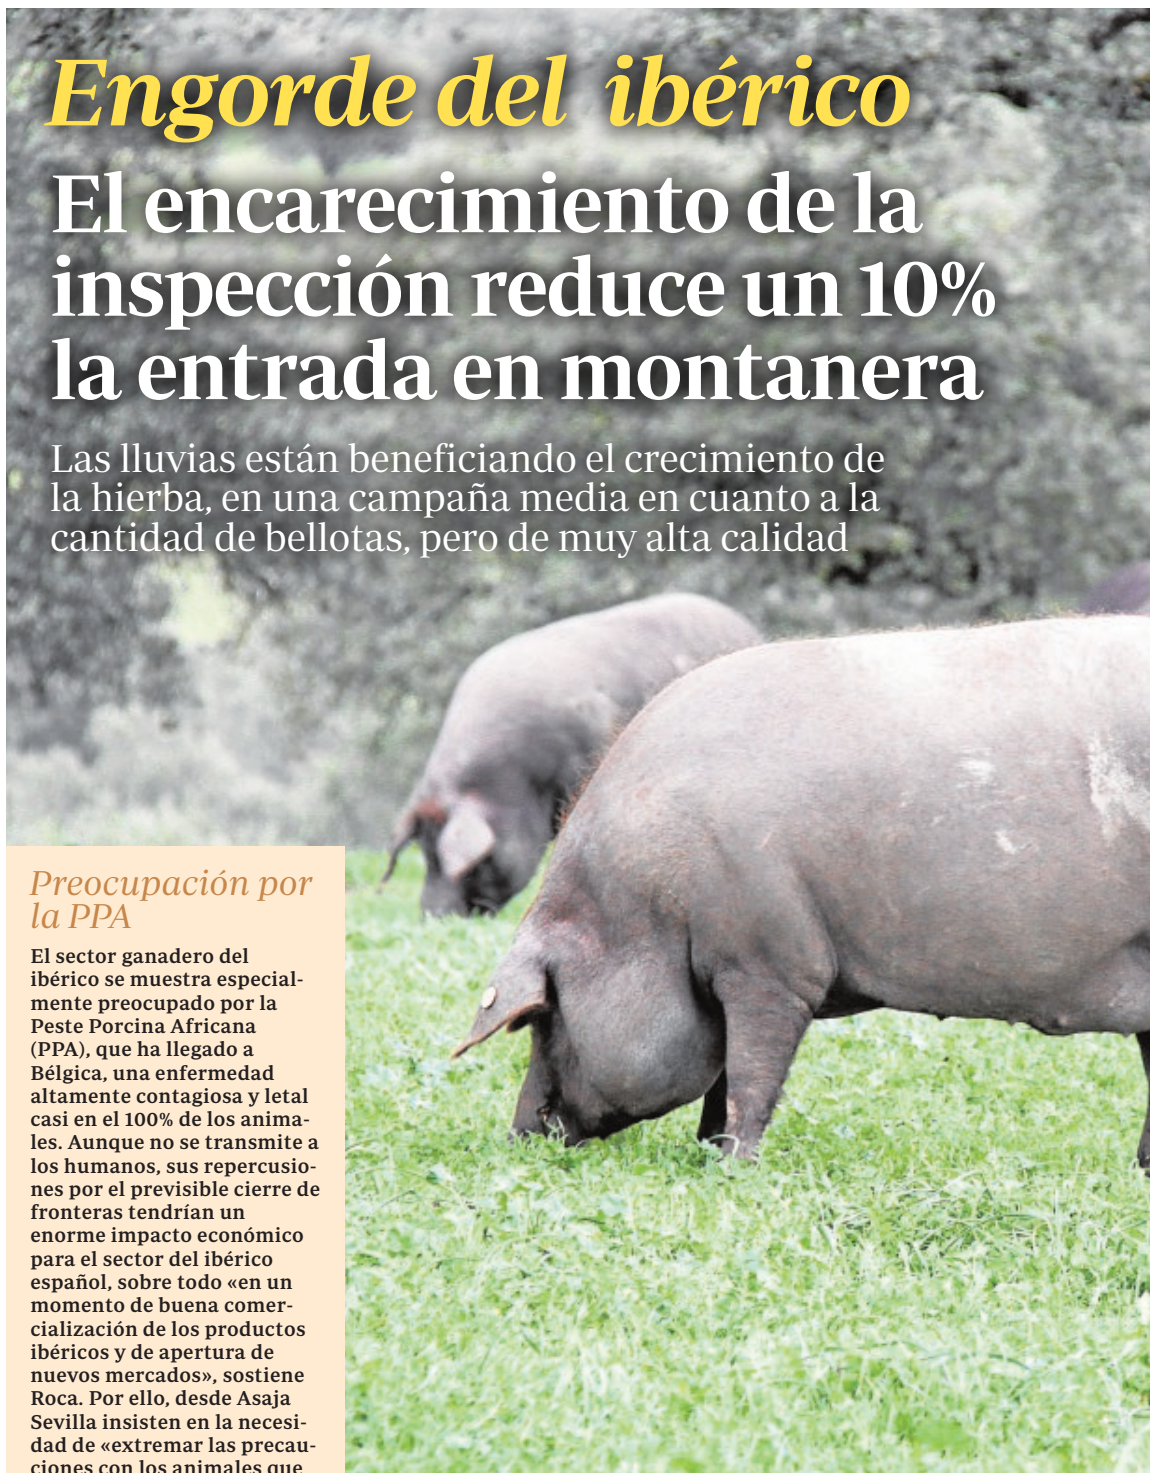 Engorde del ibérico
El encarecimiento de la
inspección reduce un 10%
la entrada en montanera
Las lluvias están beneficiando el crecimiento de
la hierba, en una campaña media en cuanto a la
cantidad de bellotas, pero de muy alta calidad
Preocupación por
la PPA
El sector ganadero del
ibérico se muestra especial-
mente preocupado por la
Peste Porcina Africana
(PPA), que ha llegado a
Bélgica, una enfermedad
altamente contagiosa y letal
casi en el 100% de los anima-
les. Aunque no se transmite a
los humanos, sus repercusio-
nes por el previsible cierre de
fronteras tendrían un
enorme impacto económico
para el sector del ibérico
español, sobre todo «en un
momento de buena comer-
cialización de los productos
ibéricos y de apertura de
nuevos mercados», sostiene
Roca. Por ello, desde Asaja
Sevilla insisten en la necesi-
dad de «extremar las precau-
ciones con los animales que